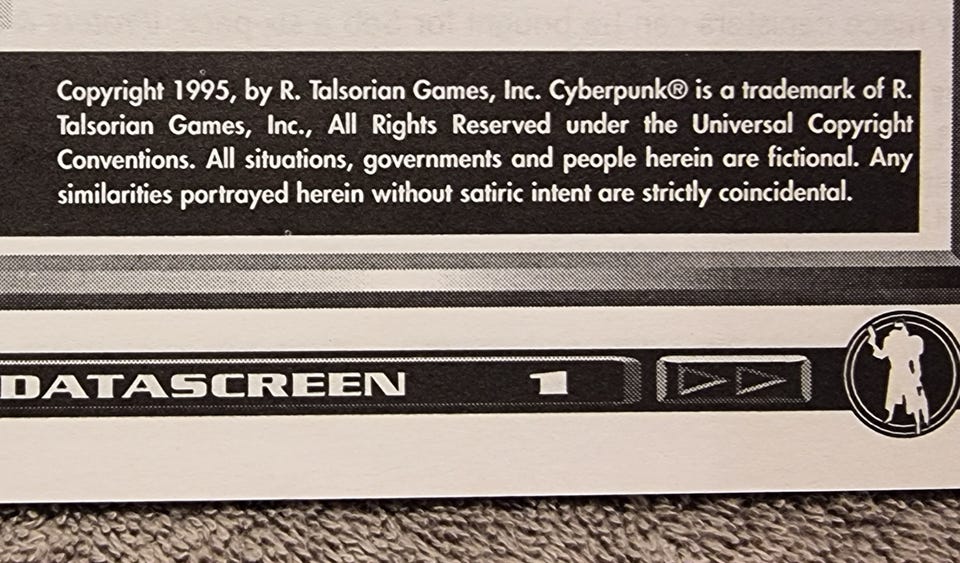 Copyright 1995, by R. Talsorian Games, Inc. Cyberpunk® is a trademark of R.
Talsorian Games, Inc., All Rights Reserved under the Universal Copyright
Conventions. All situations, governments and people herein are fictional. Any
similarities portrayed herein without satiric intent are strictly coincidental.
DATASCREEN 1